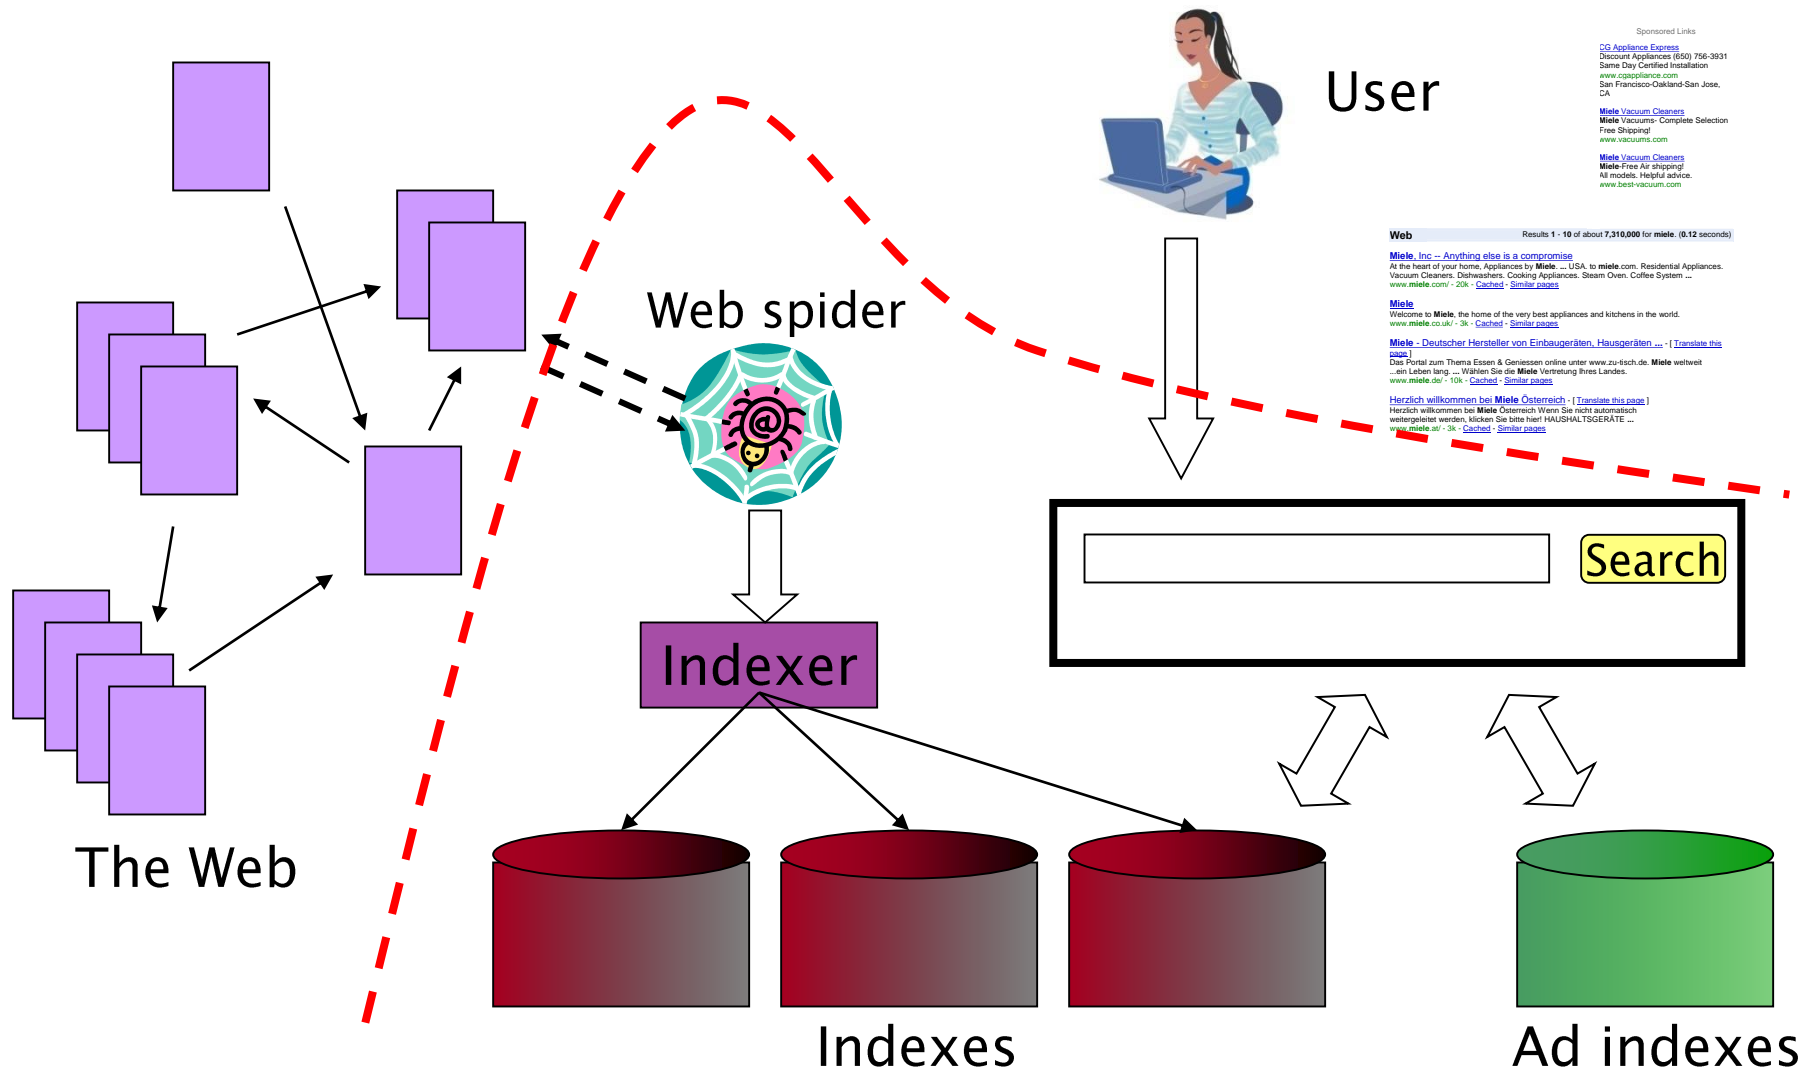 User
Sponsored Links
CG Appliance Express
Discount Appliances (650) 756-3931
Same Day Certified Installation
www.cgappliance.com
San Francisco-Oakland-San Jose,
CA
Miele Vacuum Cleaners
Miele Vacuums- Complete Selection
Free Shipping!
www.vacuums.com
Miele Vacuum Cleaners
Miele-Free Air shipping!
All models. Helpful advice.
www.best-vacuum.com
Web Results 1 - 10 of about 7,310,000 for miele. (0.12 seconds)
Miele, Inc -- Anything else is a compromise
At the heart of your home, Appliances by Miele. ... USA. to miele.com. Residential Appliances.
Vacuum Cleaners. Dishwashers. Cooking Appliances. Steam Oven. Coffee System ...
www.miele.com/ - 20k - Cached - Similar pages
Miele
Welcome to Miele, the home of the very best appliances and kitchens in the world.
www.miele.co.uk/ - 3k - Cached - Similar pages
Miele - Deutscher Hersteller von Einbaugeräten, Hausgeräten ... - [ Translate this
page ]
Das Portal zum Thema Essen & Geniessen online unter www.zu-tisch.de. Miele weltweit
...ein Leben lang. ... Wählen Sie die Miele Vertretung Ihres Landes.
www.miele.de/ - 10k - Cached - Similar pages
Herzlich willkommen bei Miele Österreich - [ Translate this page ]
Herzlich willkommen bei Miele Österreich Wenn Sie nicht automatisch
weitergeleitet werden, klicken Sie bitte hier! HAUSHALTSGERÄTE ...
www.miele.at/ - 3k - Cached - Similar pages
Web spider
@
Search
Indexer
The Web
Indexes
Ad indexes